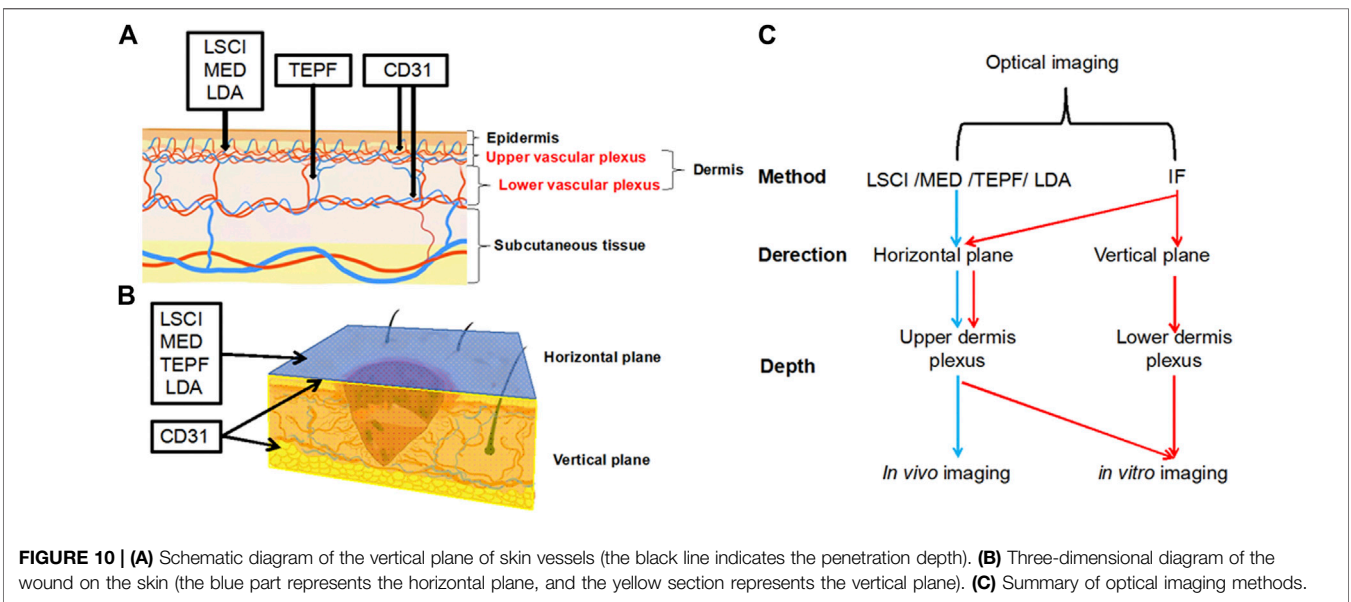 A
LSCI
MED
LDA
TEPF
CD31
Epidermis
Upper vascular plexus
Lower vascular plexus
Dermis
Subcutaneous tissue
B
LSCI
MED
TEPF
LDA
CD31
Horizontal plane
Vertical plane
C
Optical imaging
Method
LSCI /MED /TEPF/ LDA
IF
Derection
Horizontal plane
Vertical plane
Depth
Upper dermis
plexus
Lower dermis
plexus
In vivo imaging
in vitro imaging
FIGURE 10 | (A) Schematic diagram of the vertical plane of skin vessels (the black line indicates the penetration depth). (B) Three-dimensional diagram of the
wound on the skin (the blue part represents the horizontal plane, and the yellow section represents the vertical plane). (C) Summary of optical imaging methods.